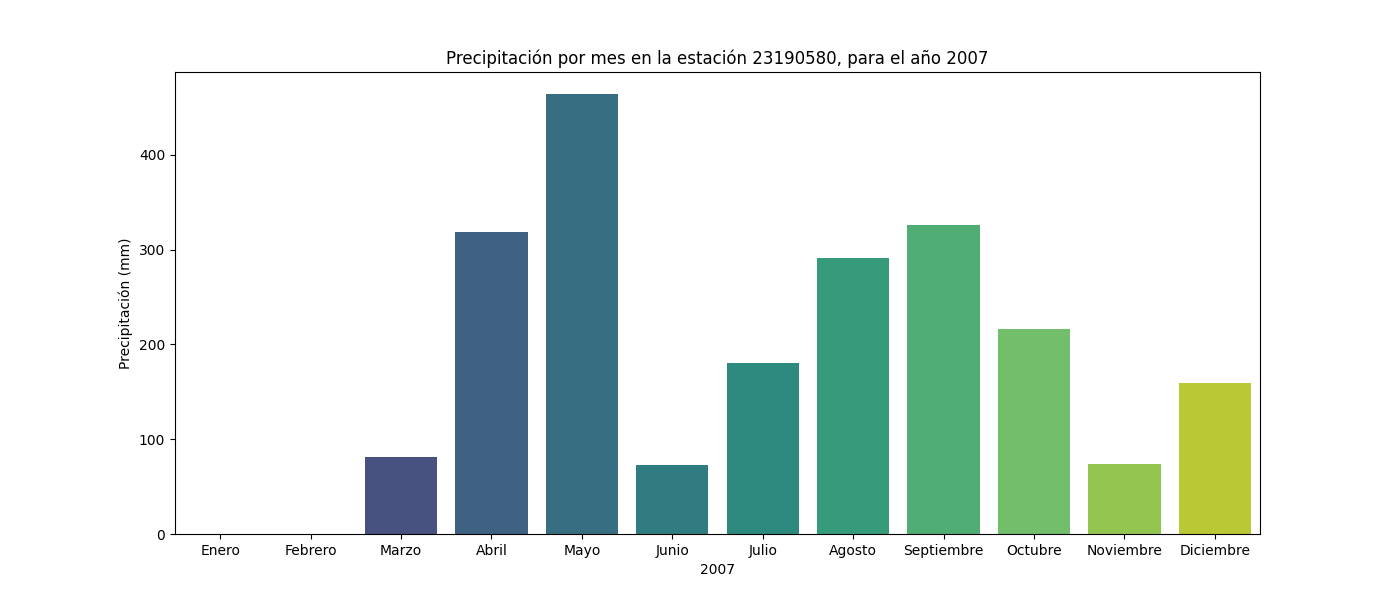 Precipitación por mes en la estación 23190580, para el año 2007
Precipitación (mm)
400
300
200
100
0
Enero Febrero Marzo Abril Mayo Junio Julio Agosto Septiembre Octubre Noviembre Diciembre
2007